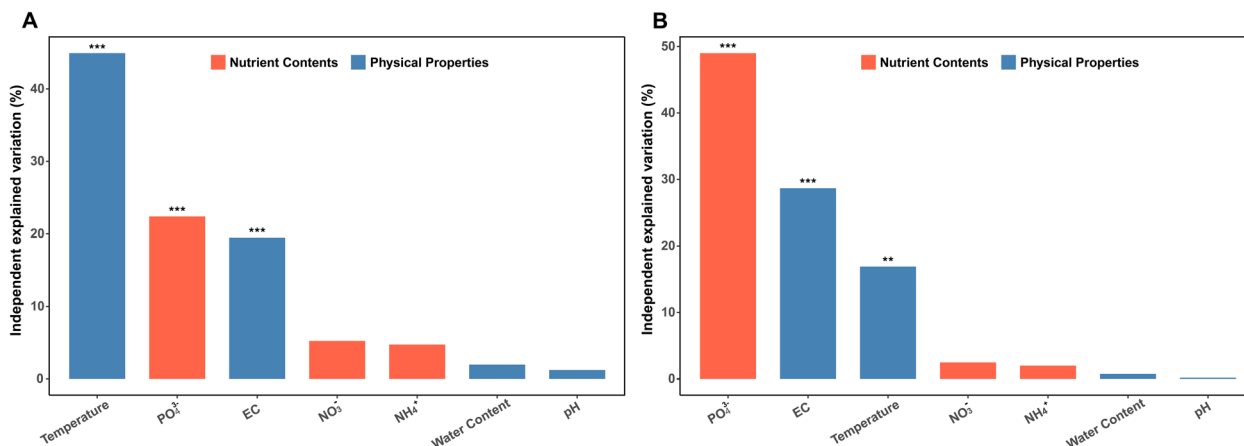 A
Independent explained variation (%)
40
30
20
10
0
***
***
***
Nutrient Contents
Physical Properties
Temperature
PO₄³⁻
EC
NO₃⁻
NH₄⁺
Water Content
pH
B
Independent explained variation (%)
50
40
30
20
10
0
***
***
**
Nutrient Contents
Physical Properties
PO₄³⁻
EC
Temperature
NO₃⁻
NH₄⁺
Water Content
pH